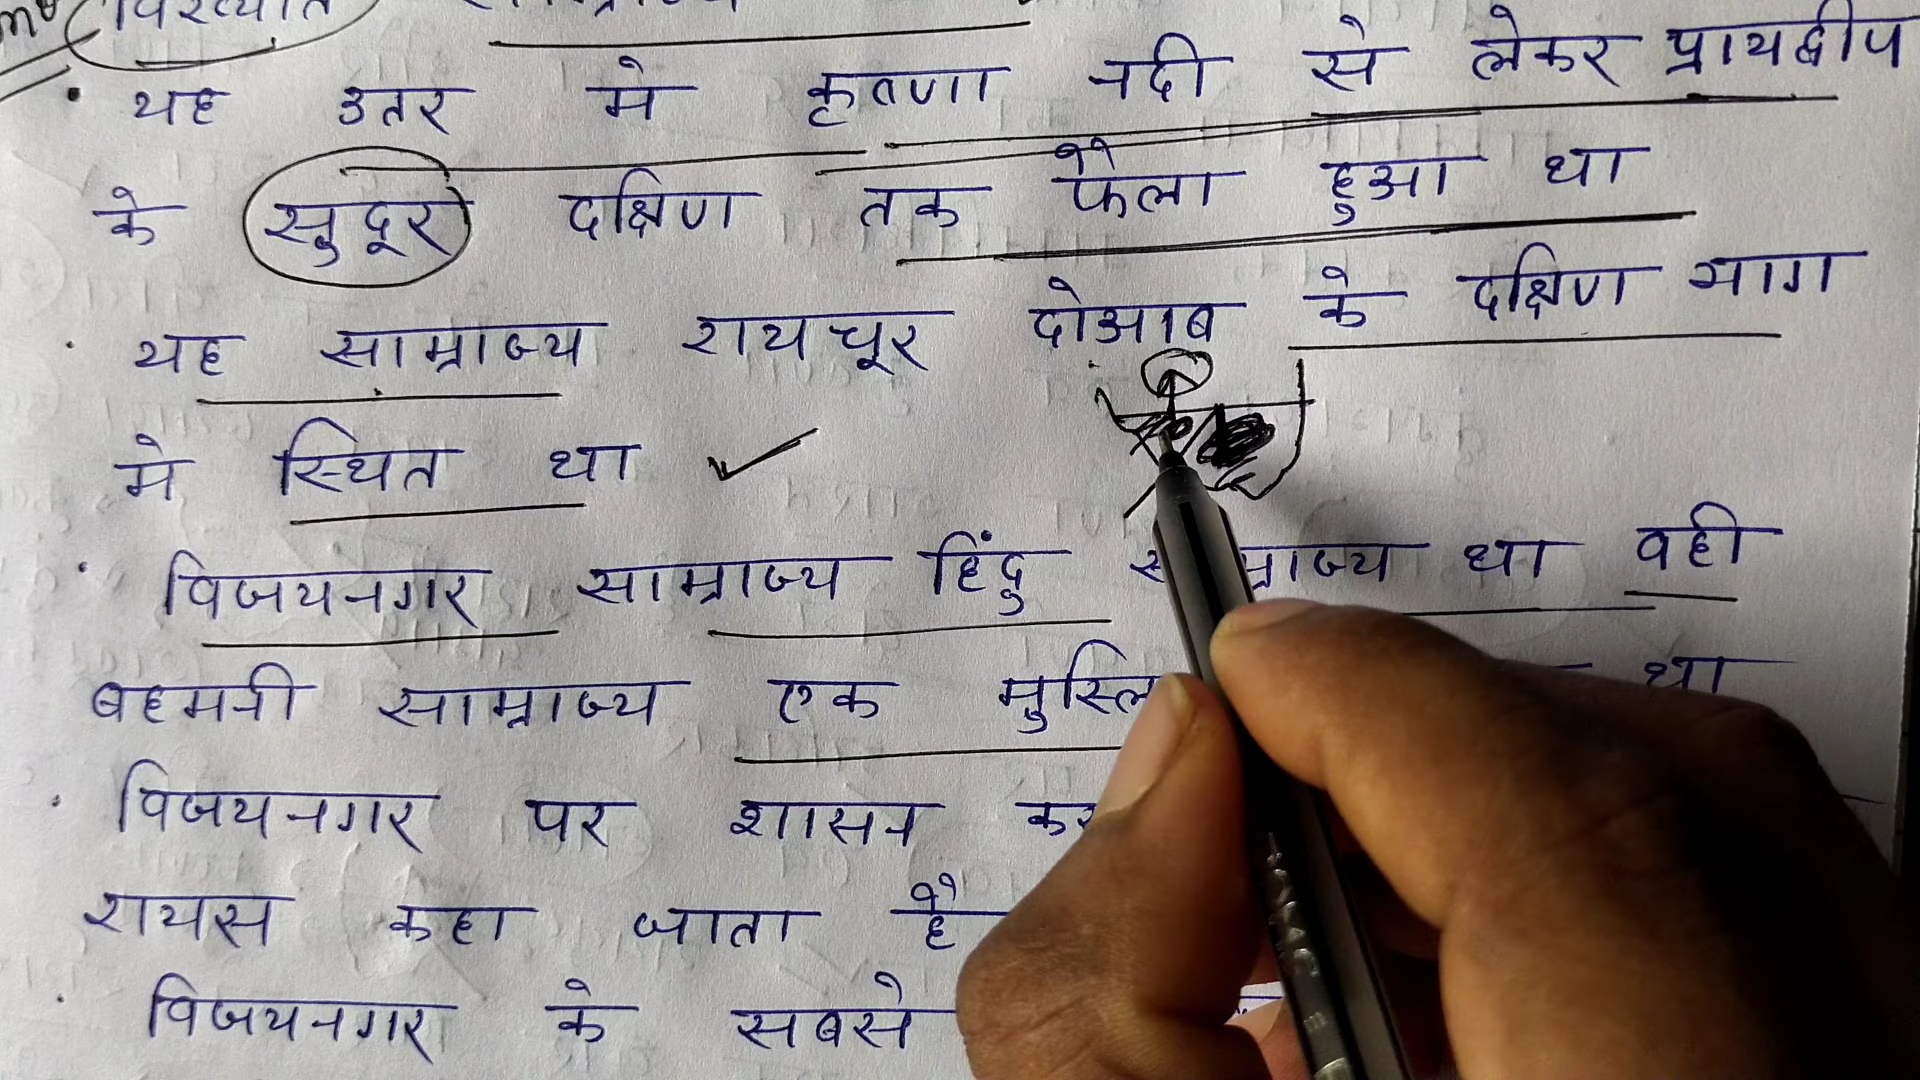 विख्यात
यह उतर मे कृष्णा नदी से लेकर प्रायद्वीप
के सुदूर दक्षिण तक फैला हुआ था
यह साम्राज्य रायचूर दोआब के दक्षिण भाग
मे स्थित था
विजयनगर साम्राज्य हिंदु साम्राज्य था वही
बहमनी साम्राज्य एक था
विजयनगर पर शासन
रायस कहा जाता है
विजयनगर के सबसे